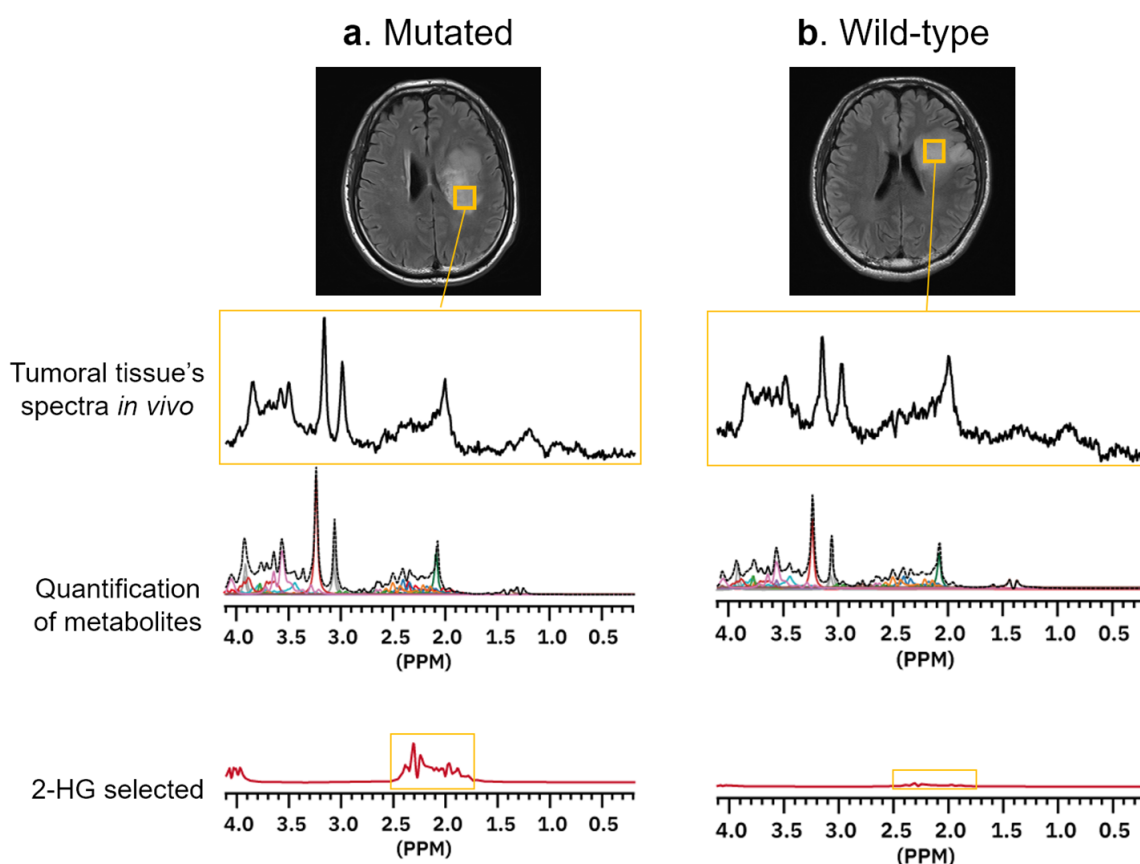 a. Mutated
b. Wild-type
Tumoral tissue's
spectra in vivo
Quantification
of metabolites
4.0 3.5 3.0 2.5 2.0 1.5 1.0 0.5
(PPM)
4.0 3.5 3.0 2.5 2.0 1.5 1.0 0.5
(PPM)
2-HG selected
4.0 3.5 3.0 2.5 2.0 1.5 1.0 0.5
(PPM)
4.0 3.5 3.0 2.5 2.0 1.5 1.0 0.5
(PPM)